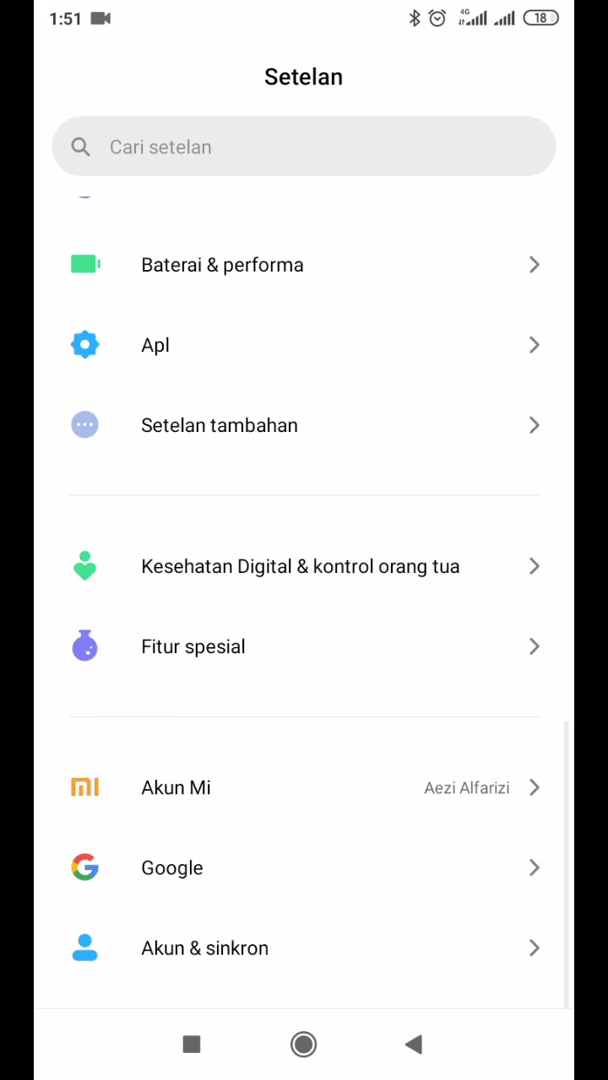 1:51
4G
18
Setelan
Cari setelan
Baterai & performa
Apl
Setelan tambahan
Kesehatan Digital & kontrol orang tua
Fitur spesial
Akun Mi
Aezi Alfarizi
Google
Akun & sinkron